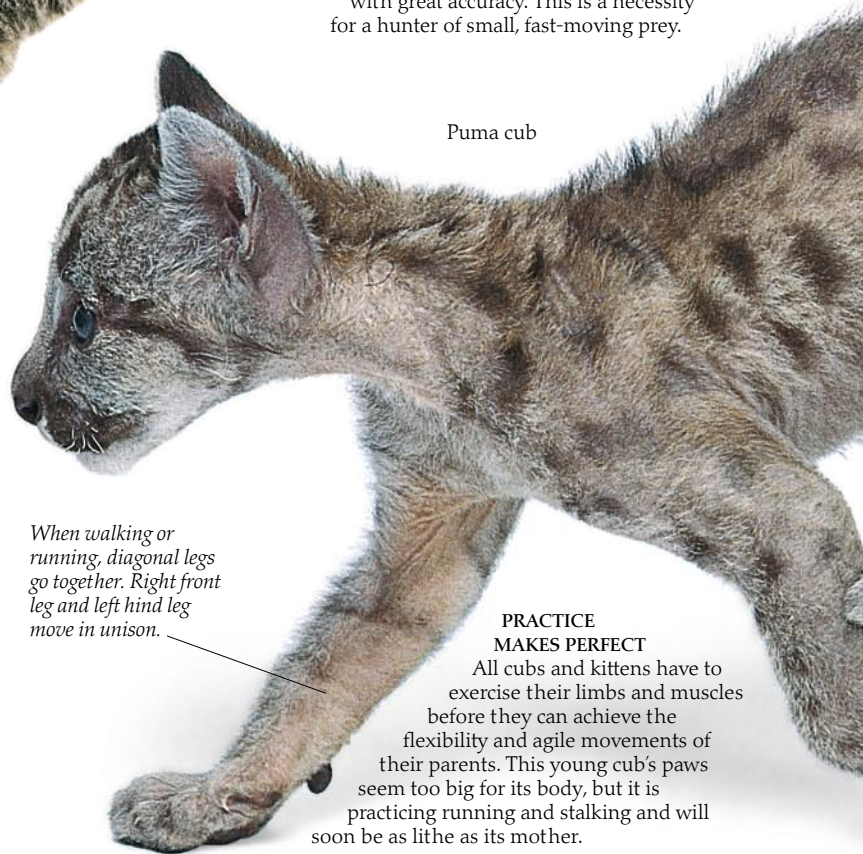 with great accuracy. This is a necessity
for a hunter of small, fast-moving prey.
Puma cub
When walking or
running, diagonal legs
go together. Right front
leg and left hind leg
move in unison.
PRACTICE
MAKES PERFECT
All cubs and kittens have to
exercise their limbs and muscles
before they can achieve the
flexibility and agile movements of
their parents. This young cub’s paws
seem too big for its body, but it is
practicing running and stalking and will
soon be as lithe as its mother.